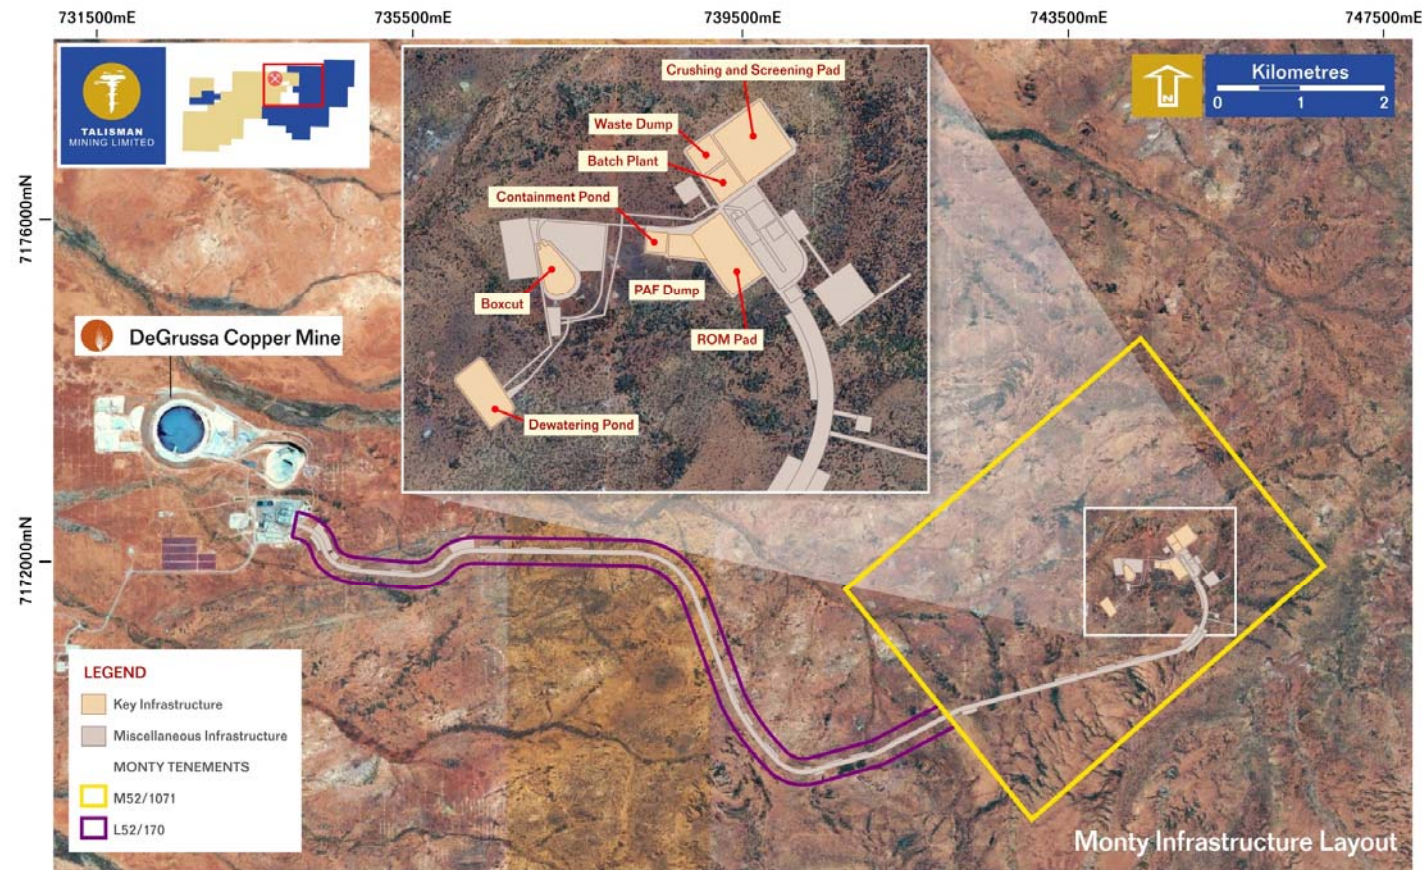 731500mE
735500mE
739500mE
743500mE
747500mE
TALISMAN
MINING LIMITED
Kilometres
0 1 2
N
Crushing and Screening Pad
Waste Dump
Batch Plant
Containment Pond
Boxcut
PAF Dump
ROM Pad
Dewatering Pond
7176000mN
DeGrussa Copper Mine
7172000mN
LEGEND
Key Infrastructure
Miscellaneous Infrastructure
MONTY TENEMENTS
M52/1071
L52/170
Monty Infrastructure Layout